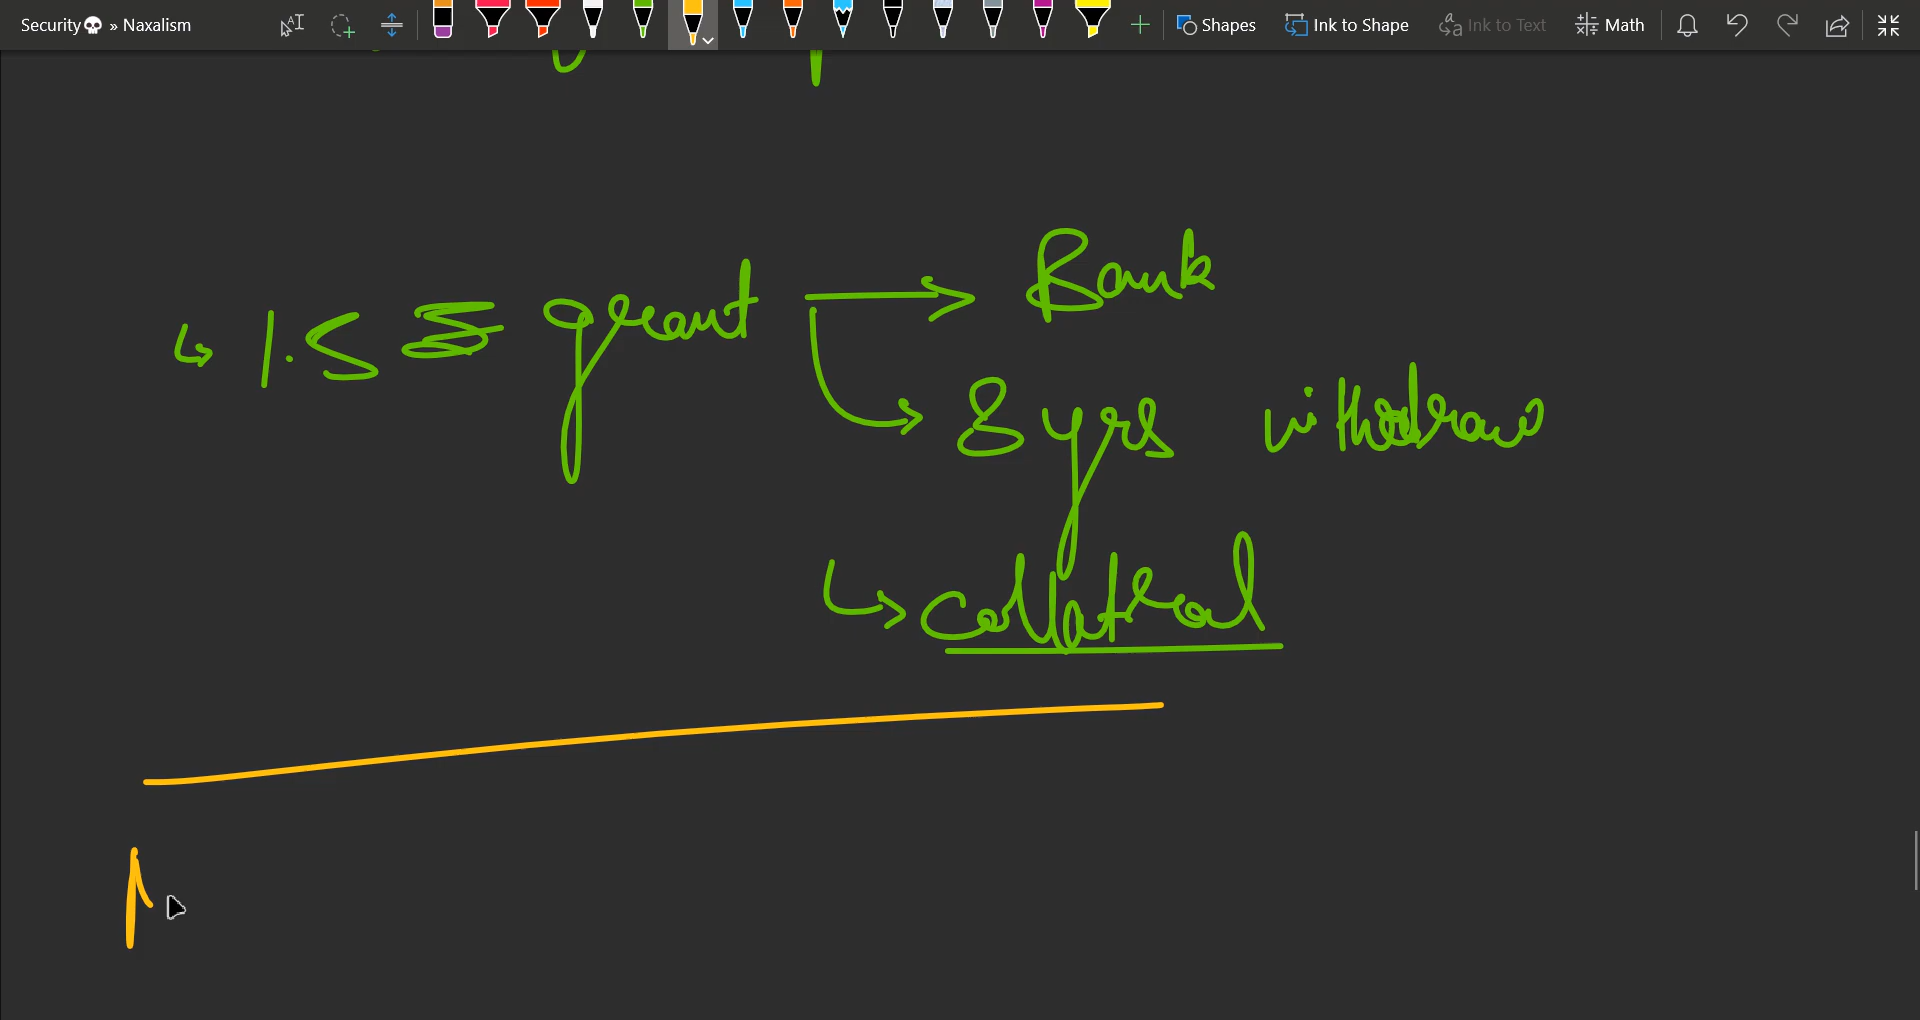 Security💀 » Naxalism Shapes Ink to Shape Ink to Text Math
↳ 1.5 grant → Bank
↳ 8 yrs withdraw
↳ collateral